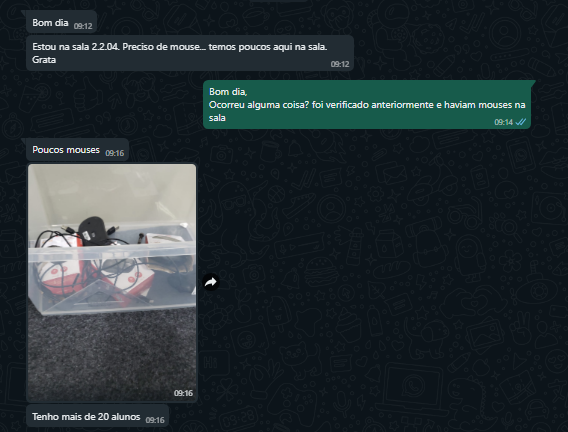 Bom dia
09:12
Estou na sala 2.2.04. Preciso de mouse... temos poucos aqui na sala.
Grata
09:12
Bom dia,
Ocorreu alguma coisa? foi verificado anteriormente e haviam mouses na
sala
09:14
Poucos mouses
09:16
09:16
Tenho mais de 20 alunos
09:16